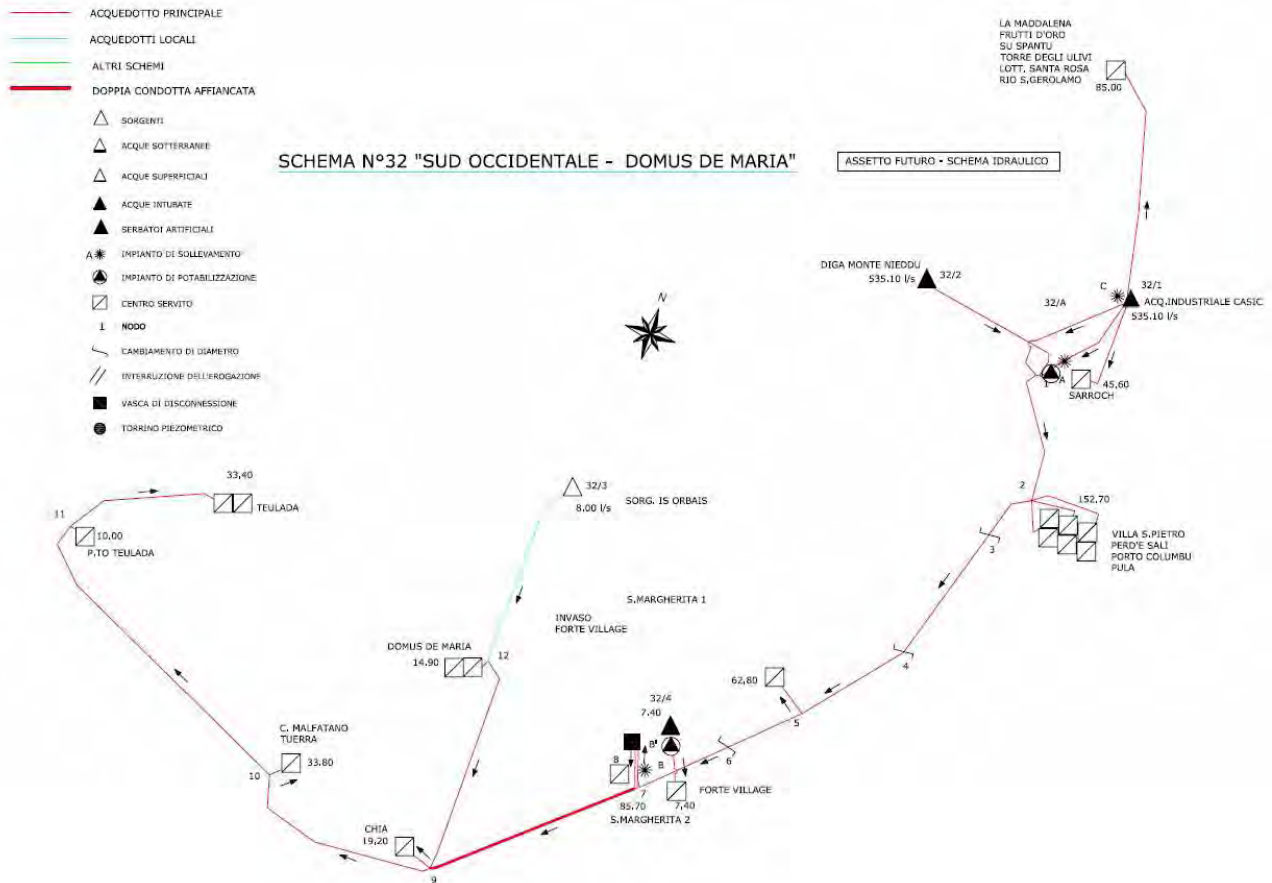 ACQUEDOTTO PRINCIPALE
ACQUEDOTTI LOCALI
ALTRI SCHEMI
DOPPIA CONDOTTA AFFIANCATA
SORGENTI
ACQUE SOTTERRANEE
ACQUE SUPERFICIALI
ACQUE INTUBATE
SERBATOI ARTIFICIALI
A IMPIANTO DI SOLLEVAMENTO
IMPIANTO DI POTABILIZZAZIONE
CENTRO SERVITO
1 NODO
CAMBIAMENTO DI DIAMETRO
INTERRUZIONE DELL'EROGAZIONE
VASCA DI DISCONNESSIONE
TORRINO PIEZOMETRICO
SCHEMA N°32 "SUD OCCIDENTALE - DOMUS DE MARIA"
ASSETTO FUTURO - SCHEMA IDRAULICO
LA MADDALENA
FRUTTI D'ORO
SU SPANTU
TORRE DEGLI ULIVI
LOTT. SANTA ROSA
RIO S.GEROLAMO
85.00
N
DIGA MONTE NIEDDU
535.10 l/s
32/2
32/A
C
32/1
ACQ.INDUSTRIALE CASIC
535.10 l/s
1
A
45,60
SARROCH
2
152,70
VILLA S.PIETRO
PERD'E SALI
PORTO COLUMBU
PULA
3
4
33,40
TEULADA
11
10,00
P.TO TEULADA
32/3
8.00 l/s
SORG. IS ORBAIS
S.MARGHERITA 1
INVASO
FORTE VILLAGE
DOMUS DE MARIA
14.90
12
62,80
5
32/4
7.40
B'
B
6
8
7
FORTE VILLAGE
7,40
85.70
S.MARGHERITA 2
C. MALFATANO
TUERRA
33.80
10
CHIA
19,20
9